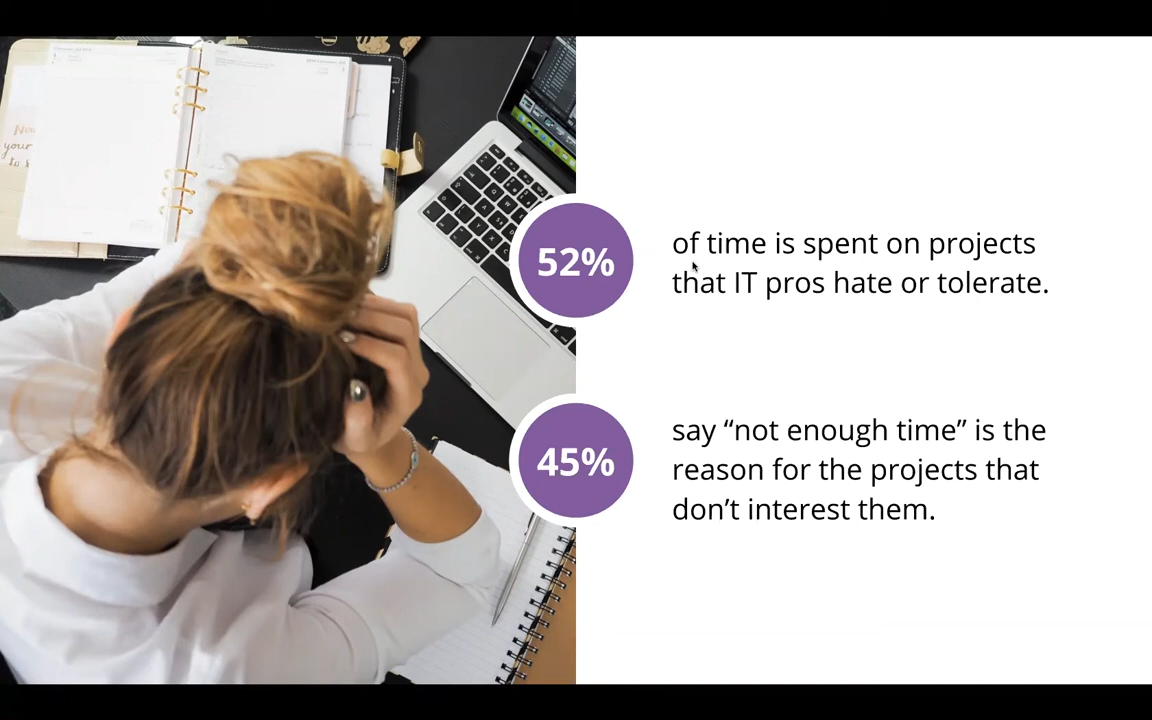 52%
of time is spent on projects
that IT pros hate or tolerate.
45%
say “not enough time” is the
reason for the projects that
don’t interest them.